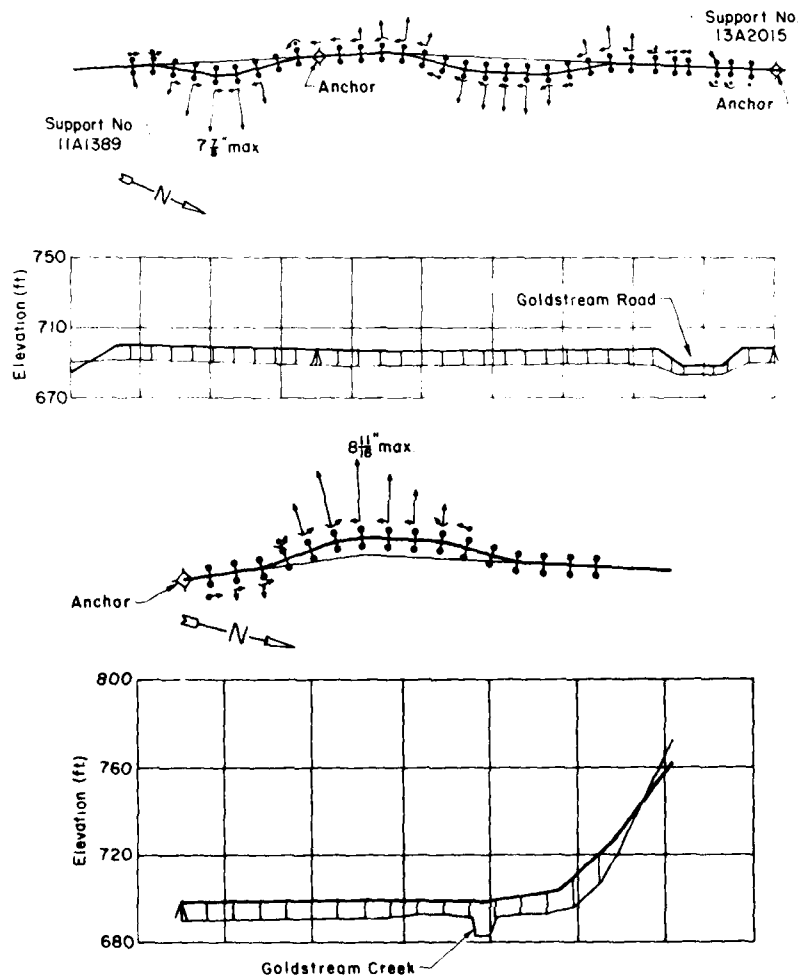 Support No.
13A2015
Anchor
Anchor
Support No
11A1389
7 7/8" max
N
750
710
670
Elevation (ft)
Goldstream Road
8 11/16" max.
Anchor
N
800
760
720
680
Elevation (ft)
Goldstream Creek